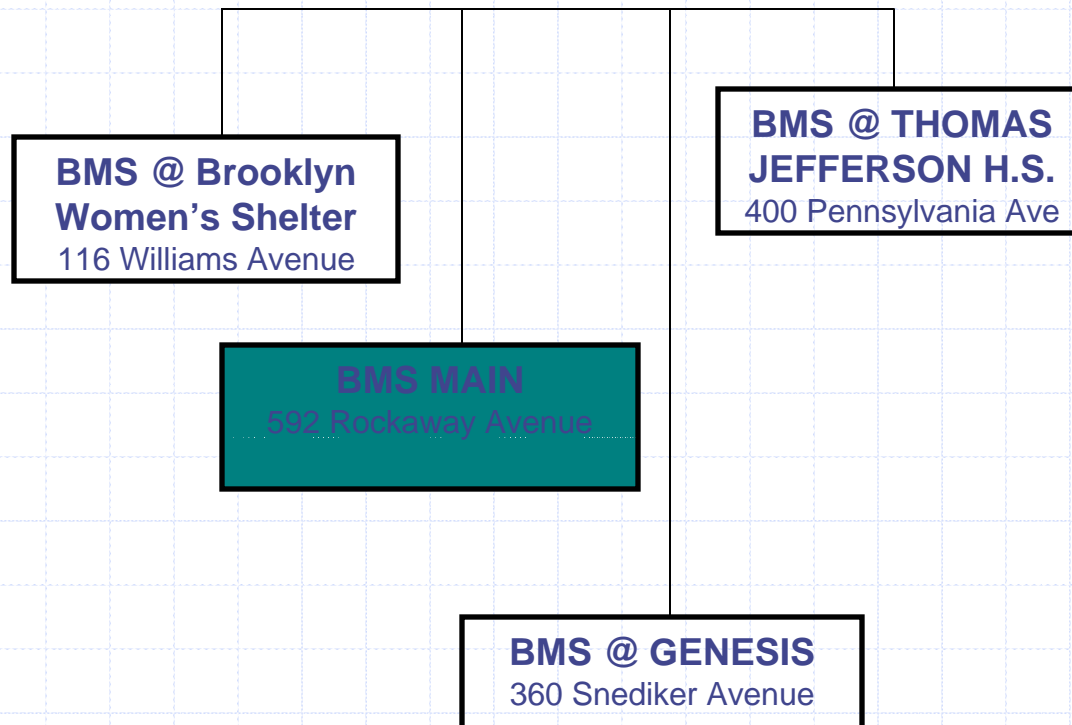 BMS @ Brooklyn
Women's Shelter
116 Williams Avenue
BMS @ THOMAS
JEFFERSON H.S.
400 Pennsylvania Ave
BMS MAIN
592 Rockaway Avenue
BMS @ GENESIS
360 Snediker Avenue